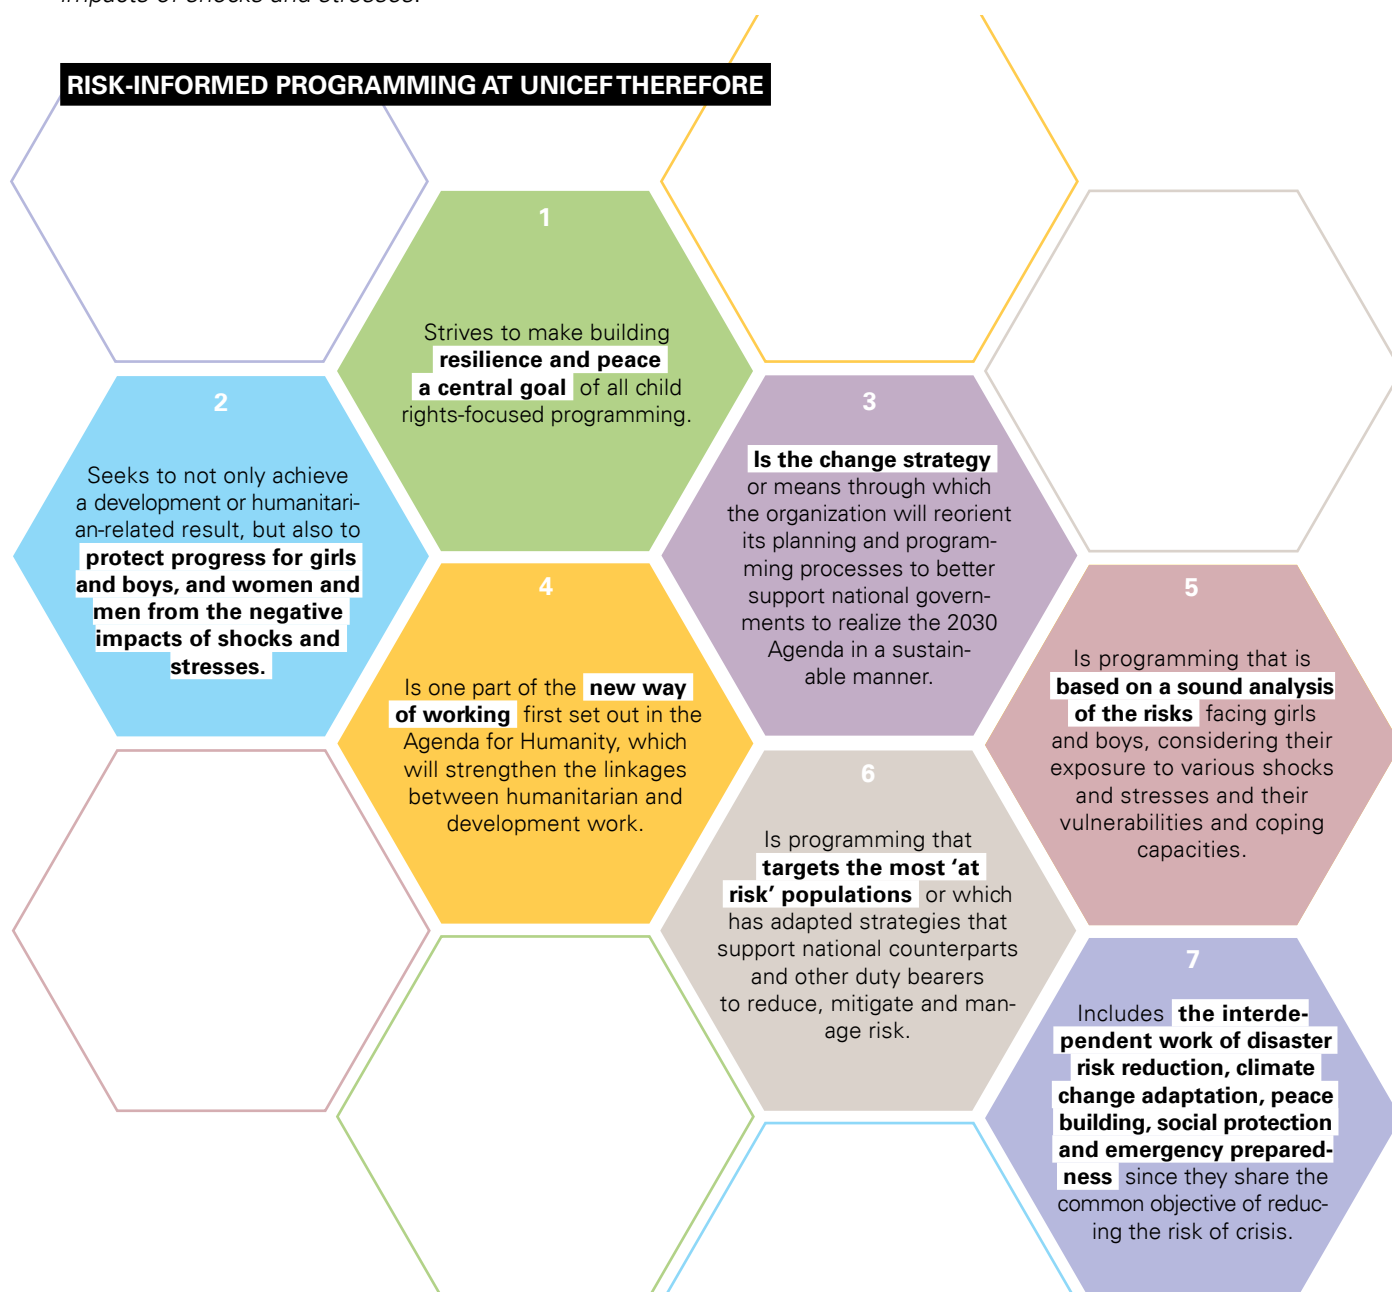 impacts of shocks and stresses.
RISK-INFORMED PROGRAMMING AT UNICEF THEREFORE
1
Strives to make building
resilience and peace
a central goal of all child
rights-focused programming.
2
Seeks to not only achieve
a development or humanitari-
an-related result, but also to
protect progress for girls
and boys, and women and
men from the negative
impacts of shocks and
stresses.
3
Is the change strategy
or means through which
the organization will reorient
its planning and program-
ming processes to better
support national govern-
ments to realize the 2030
Agenda in a sustain-
able manner.
4
Is one part of the new way
of working first set out in the
Agenda for Humanity, which
will strengthen the linkages
between humanitarian and
development work.
5
Is programming that is
based on a sound analysis
of the risks facing girls
and boys, considering their
exposure to various shocks
and stresses and their
vulnerabilities and coping
capacities.
6
Is programming that
targets the most ‘at
risk’ populations or which
has adapted strategies that
support national counterparts
and other duty bearers
to reduce, mitigate and man-
age risk.
7
Includes the interde-
pendent work of disaster
risk reduction, climate
change adaptation, peace
building, social protection
and emergency prepared-
ness since they share the
common objective of reduc-
ing the risk of crisis.